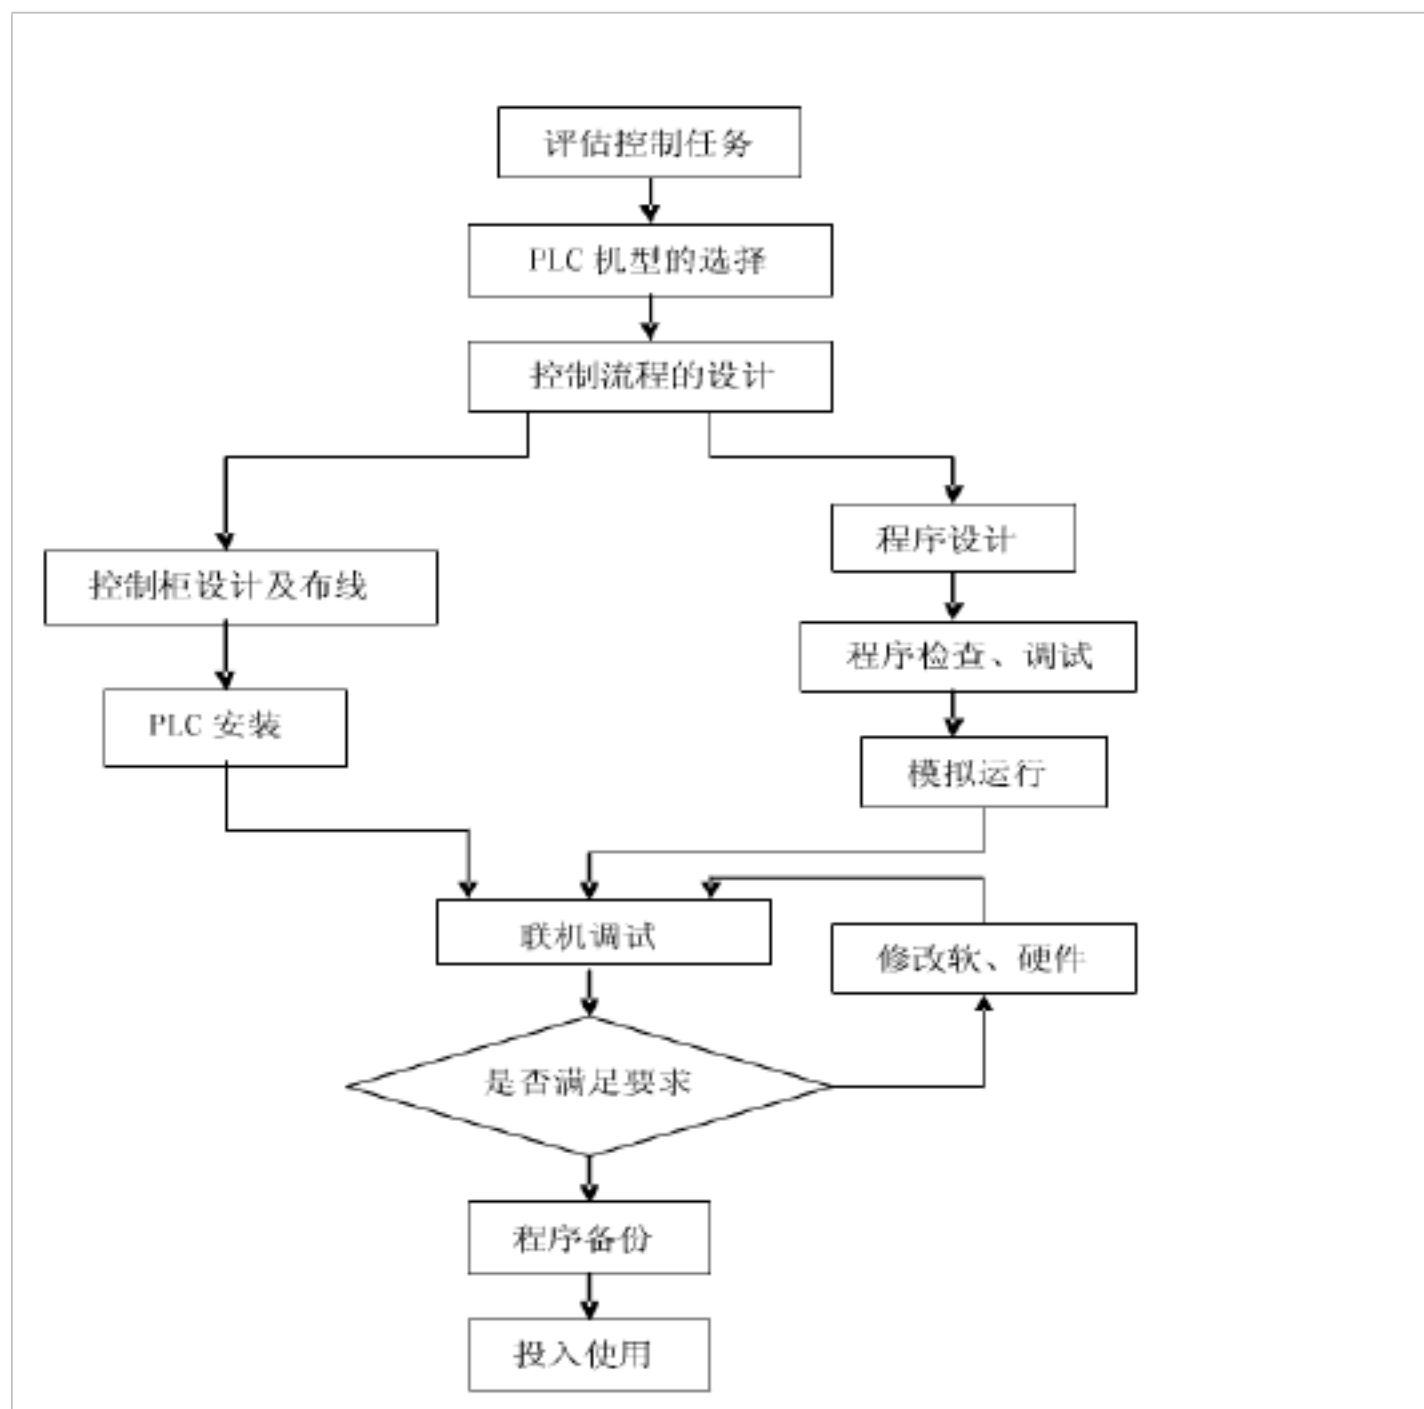 评估控制任务
PLC 机型的选择
控制流程的设计
程序设计
控制柜设计及布线
程序检查、调试
PLC 安装
模拟运行
联机调试
修改软、硬件
是否满足要求
程序备份
投入使用